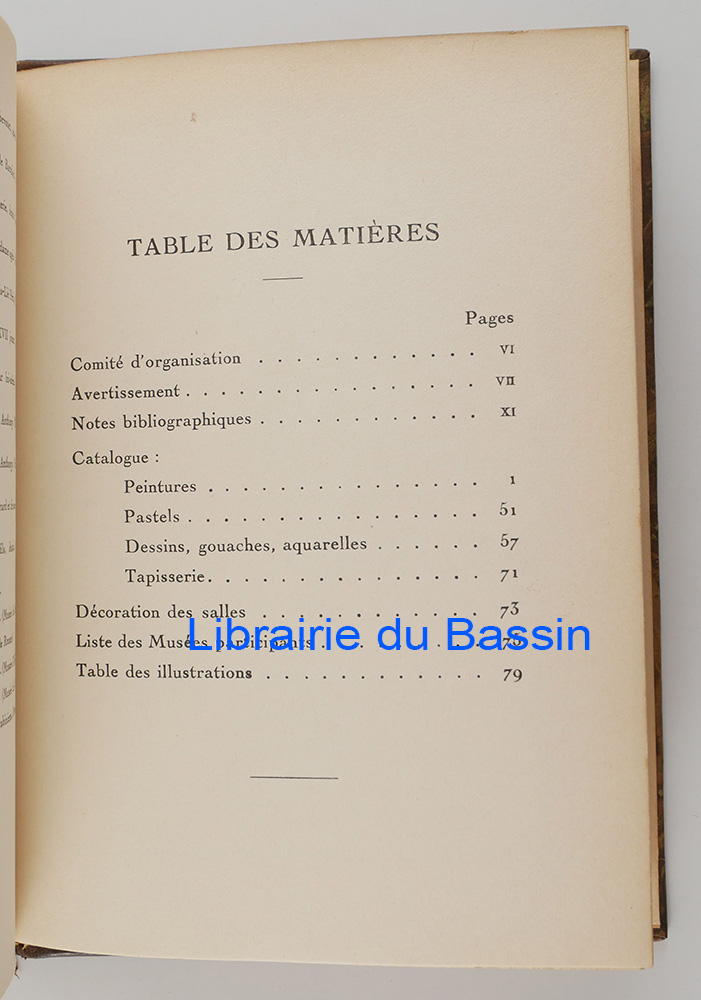 TABLE DES MATIÈRES
Pages
Comité d'organisation . . . . . . . . . . . . VI
Avertissement . . . . . . . . . . . . . . . . VII
Notes bibliographiques . . . . . . . . . . . . XI
Catalogue :
Peintures . . . . . . . . . . . . . . . 1
Pastels . . . . . . . . . . . . . . . . 51
Dessins, gouaches, aquarelles . . . . . . 57
Tapisserie . . . . . . . . . . . . . . . 71
Décoration des salles . . . . . . . . . . . . 73
Liste des Musées participants . . . . . . . . .
Librairie du Bassin
Table des illustrations . . . . . . . . . . . . 79